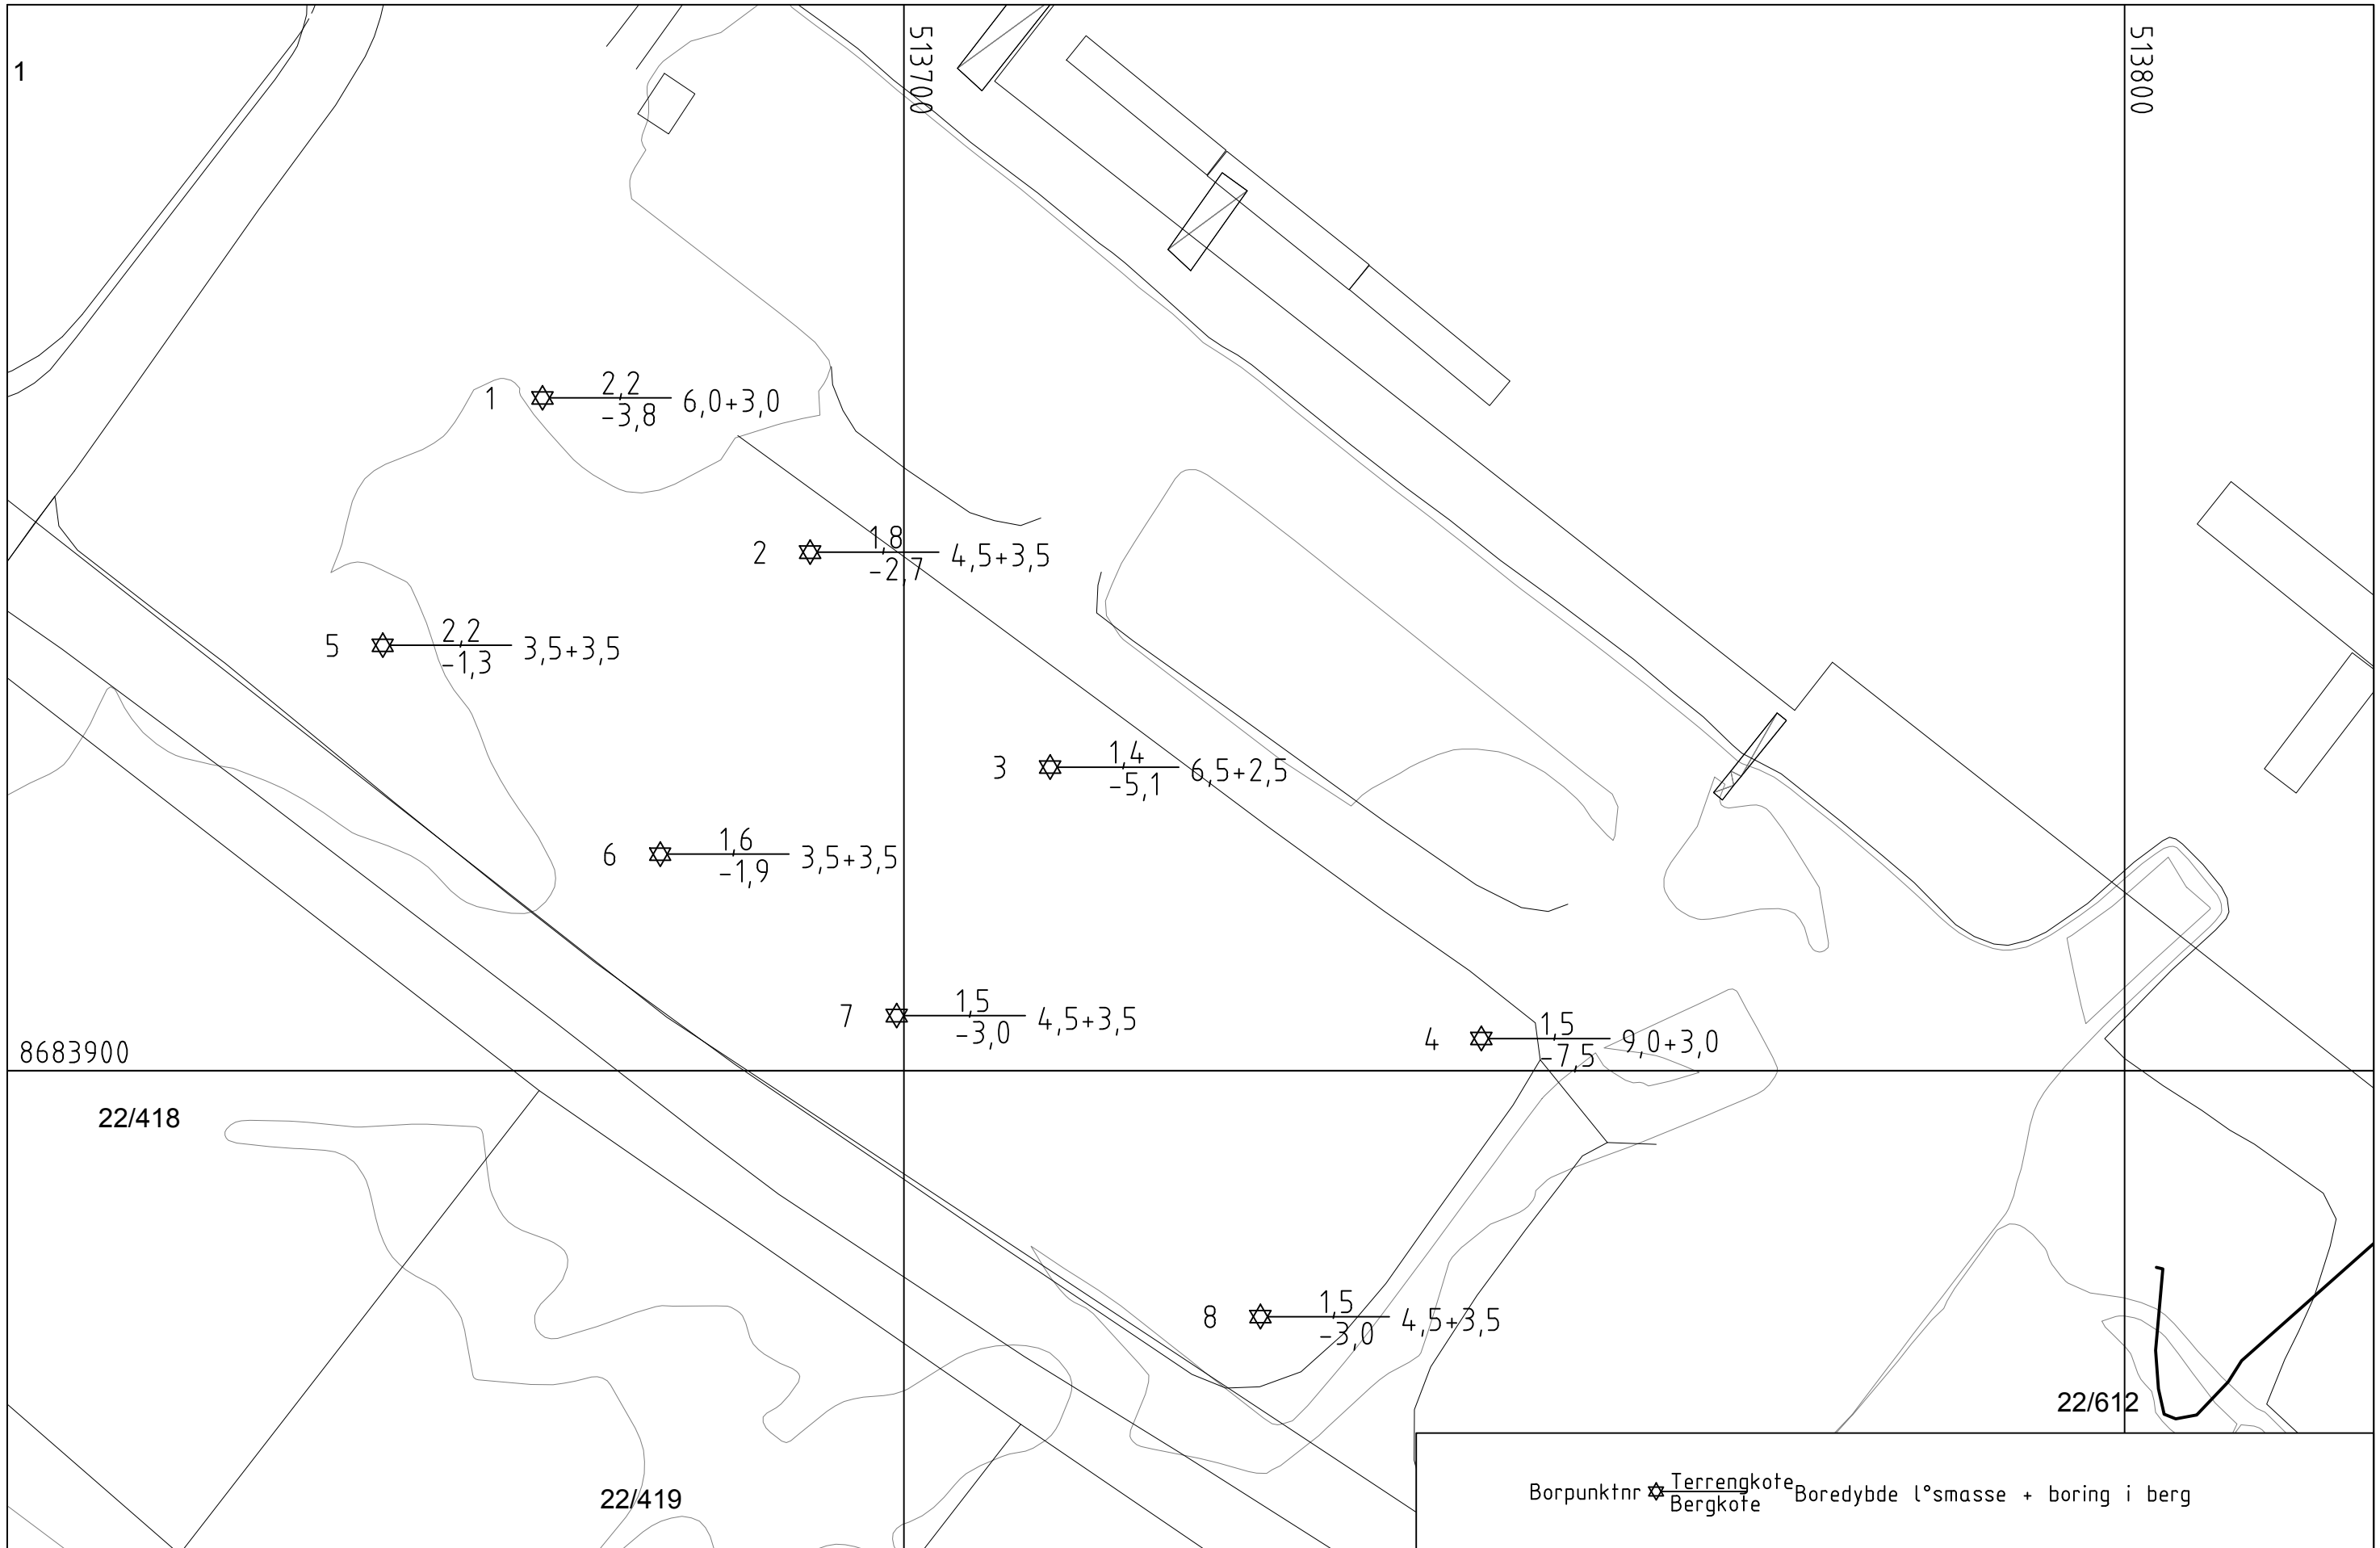 513700
513800
1
1 2,2 6,0+3,0
-3,8
2 1,8 4,5+3,5
-2,7
5 2,2 3,5+3,5
-1,3
3 1,4 6,5+2,5
-5,1
6 1,6 3,5+3,5
-1,9
7 1,5 4,5+3,5
-3,0
4 1,5 9,0+3,0
-7,5
8683900
22/418
8 1,5 4,5+3,5
-3,0
22/612
22/419
Borpunktnr Terrengkote Boredybde l°smasse + boring i berg
Bergkote